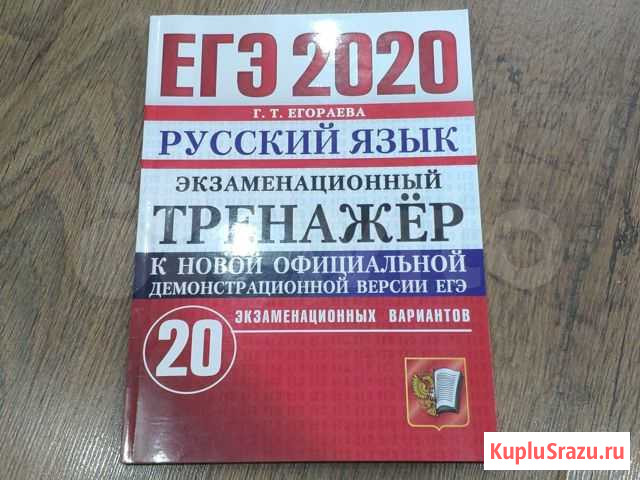 ЕГЭ 2020
Г. Т. ЕГОРАЕВА
РУССКИЙ ЯЗЫК
ЭКЗАМЕНАЦИОННЫЙ
ТРЕНАЖЁР
К НОВОЙ ОФИЦИАЛЬНОЙ
ДЕМОНСТРАЦИОННОЙ ВЕРСИИ ЕГЭ
20
ЭКЗАМЕНАЦИОННЫХ ВАРИАНТОВ
KupluSrazu.ru